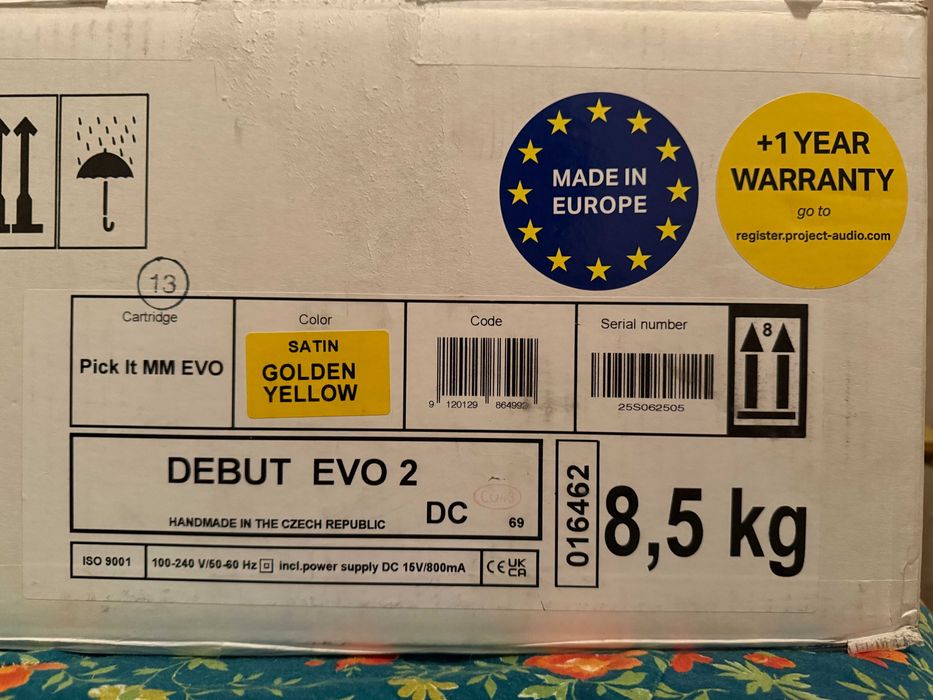 MADE IN
EUROPE
+1 YEAR
WARRANTY
go to
register.project-audio.com
13
Cartridge
Pick It MM EVO
Color
SATIN
GOLDEN
YELLOW
Code
9 120129 864992
Serial number
25S062505
8
DEBUT EVO 2
DC
HANDMADE IN THE CZECH REPUBLIC
69
016462
8,5 kg
ISO 9001
100-240 V/50-60 Hz incl.power supply DC 15V/800mA
CE UK
CA